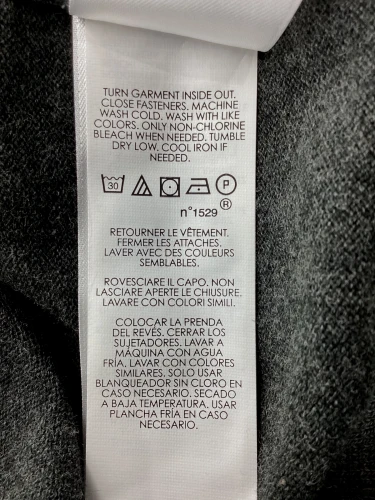 TURN GARMENT INSIDE OUT.
CLOSE FASTENERS. MACHINE
WASH COLD. WASH WITH LIKE
COLORS. ONLY NON-CHLORINE
BLEACH WHEN NEEDED. TUMBLE
DRY LOW. COOL IRON IF
NEEDED.
30 P
n°1529 ®
RETOURNER LE VÊTEMENT.
FERMER LES ATTACHES.
LAVER AVEC DES COULEURS
SEMBLABLES.
ROVESCIARE IL CAPO. NON
LASCIARE APERTE LE CHIUSURE.
LAVARE CON COLORI SIMILI.
COLOCAR LA PRENDA
DEL REVÉS. CERRAR LOS
SUJETADORES. LAVAR A
MÁQUINA CON AGUA
FRÍA. LAVAR CON COLORES
SIMILARES. SOLO USAR
BLANQUEADOR SIN CLORO EN
CASO NECESARIO. SECADO
A BAJA TEMPERATURA. USAR
PLANCHA FRÍA EN CASO
NECESARIO.